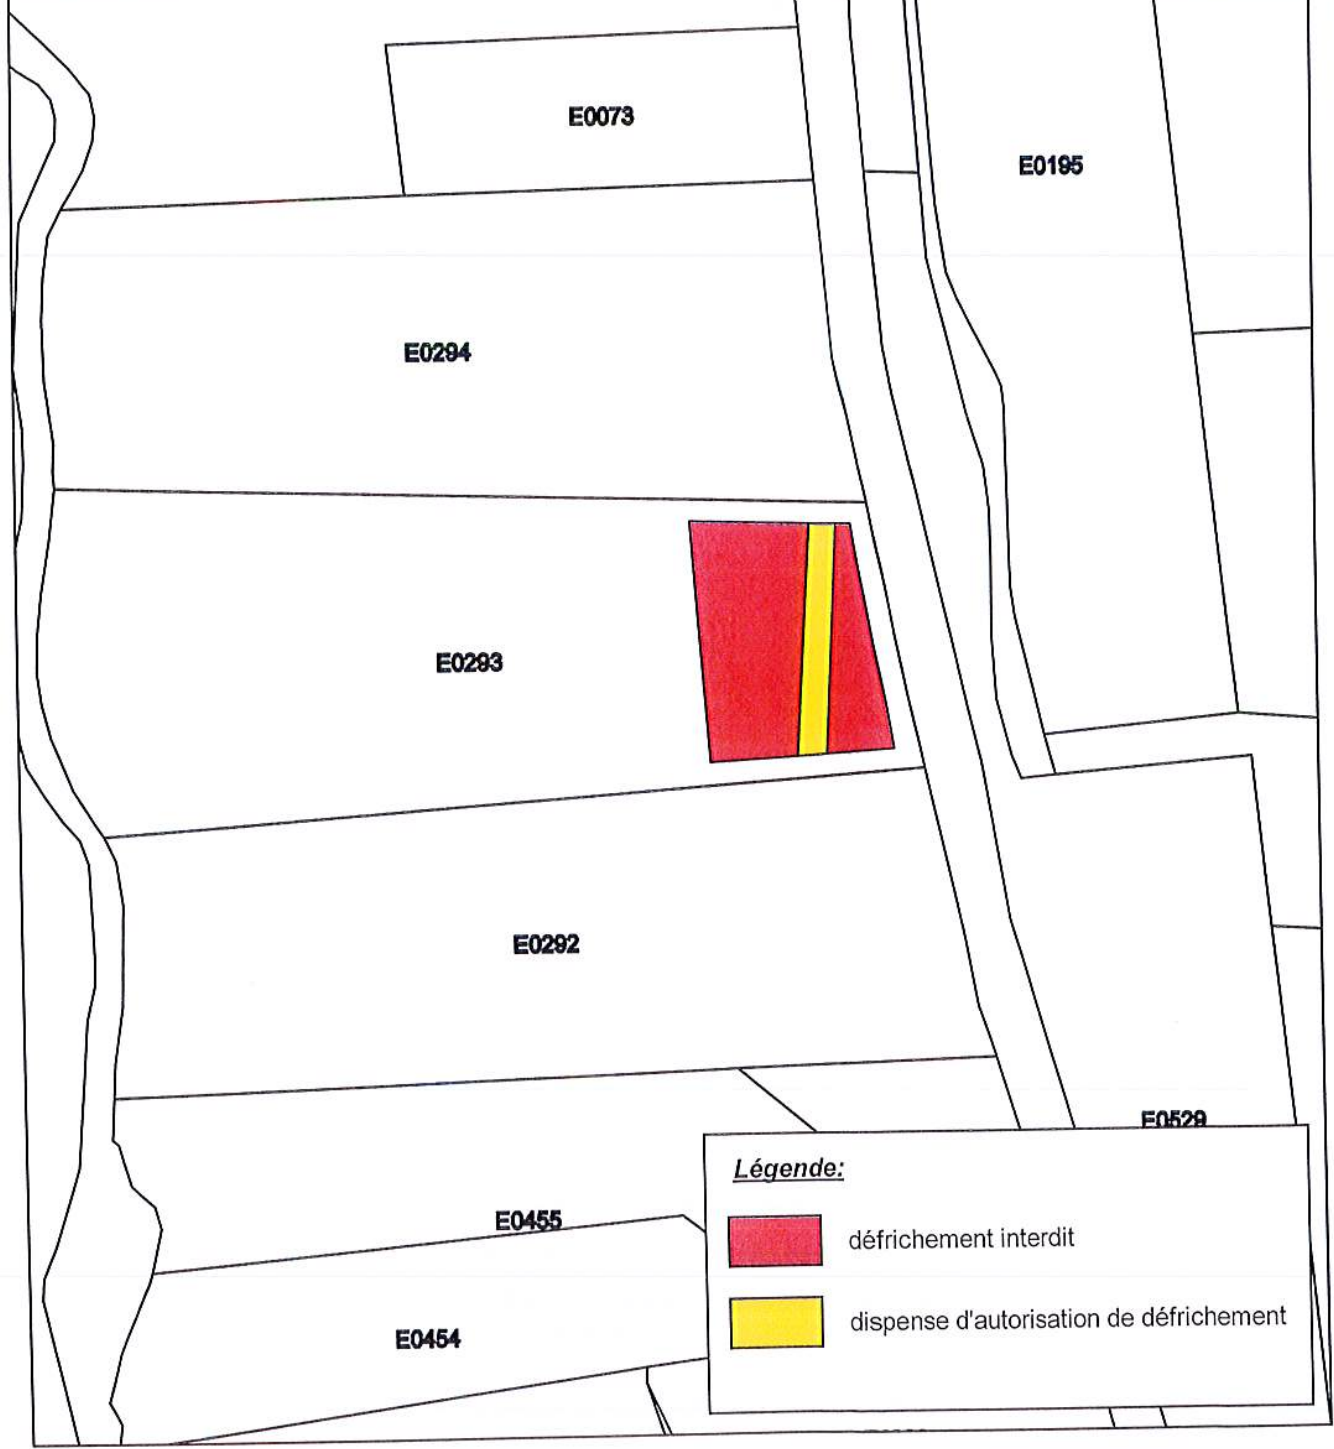 E0073
E0195
E0294
E0293
E0292
E0529
Légende:
E0455
défrichement interdit
dispense d'autorisation de défrichement
E0454